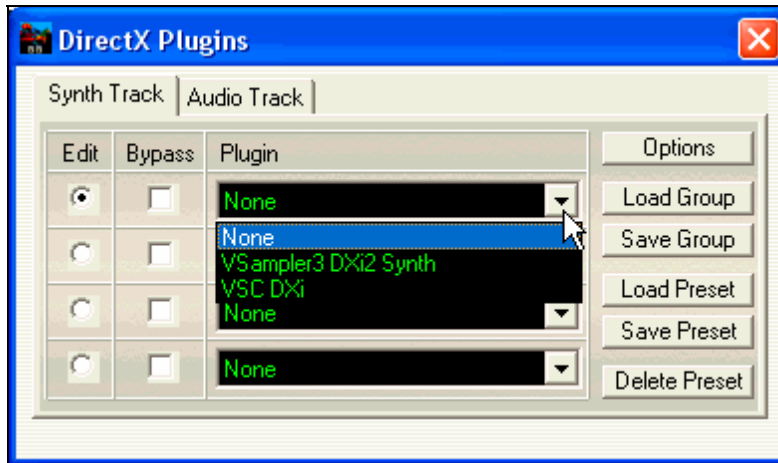 DirectX Plugins
Synth Track Audio Track
Edit Bypass Plugin Options
None Load Group
None Save Group
VSampler3 DXi2 Synth
VSC DXi Load Preset
None Save Preset
None Delete Preset